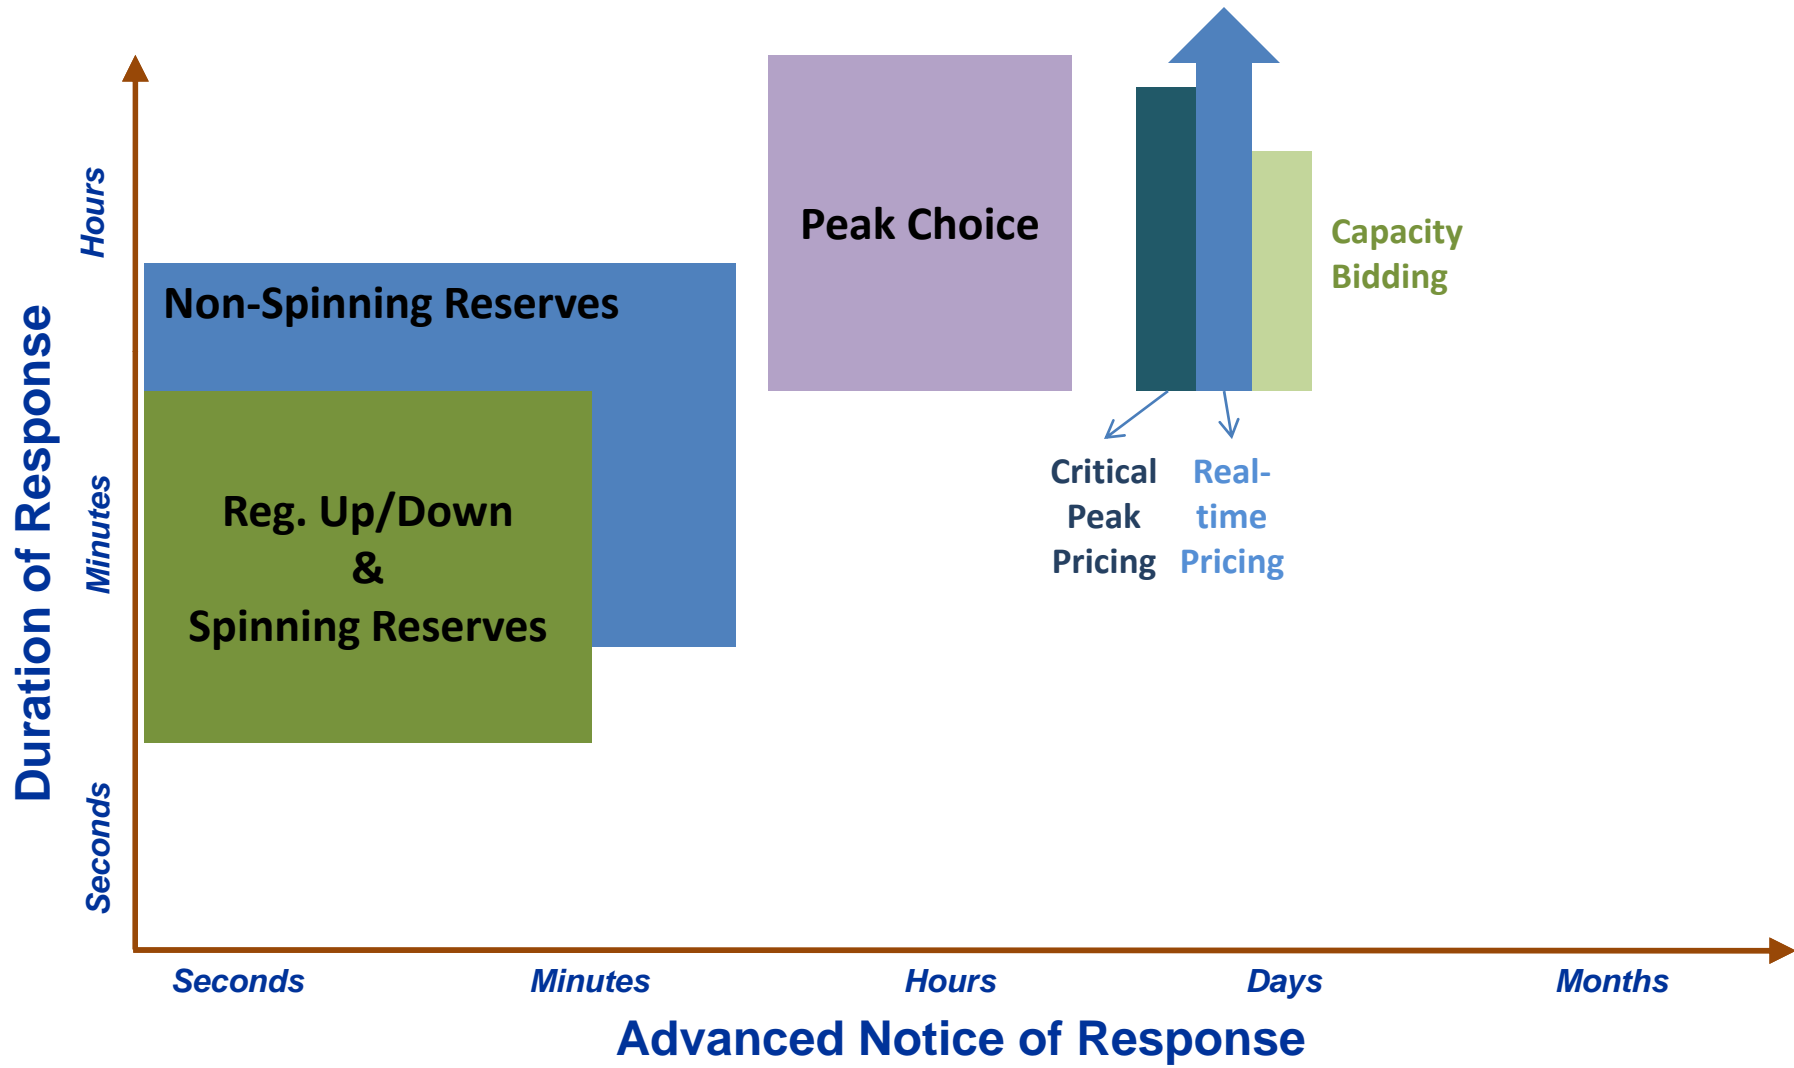 Duration of Response
Hours
Minutes
Seconds
Non-Spinning Reserves
Reg. Up/Down
&
Spinning Reserves
Peak Choice
Capacity
Bidding
Critical
Peak
Pricing
Real-
time
Pricing
Seconds
Minutes
Hours
Days
Months
Advanced Notice of Response